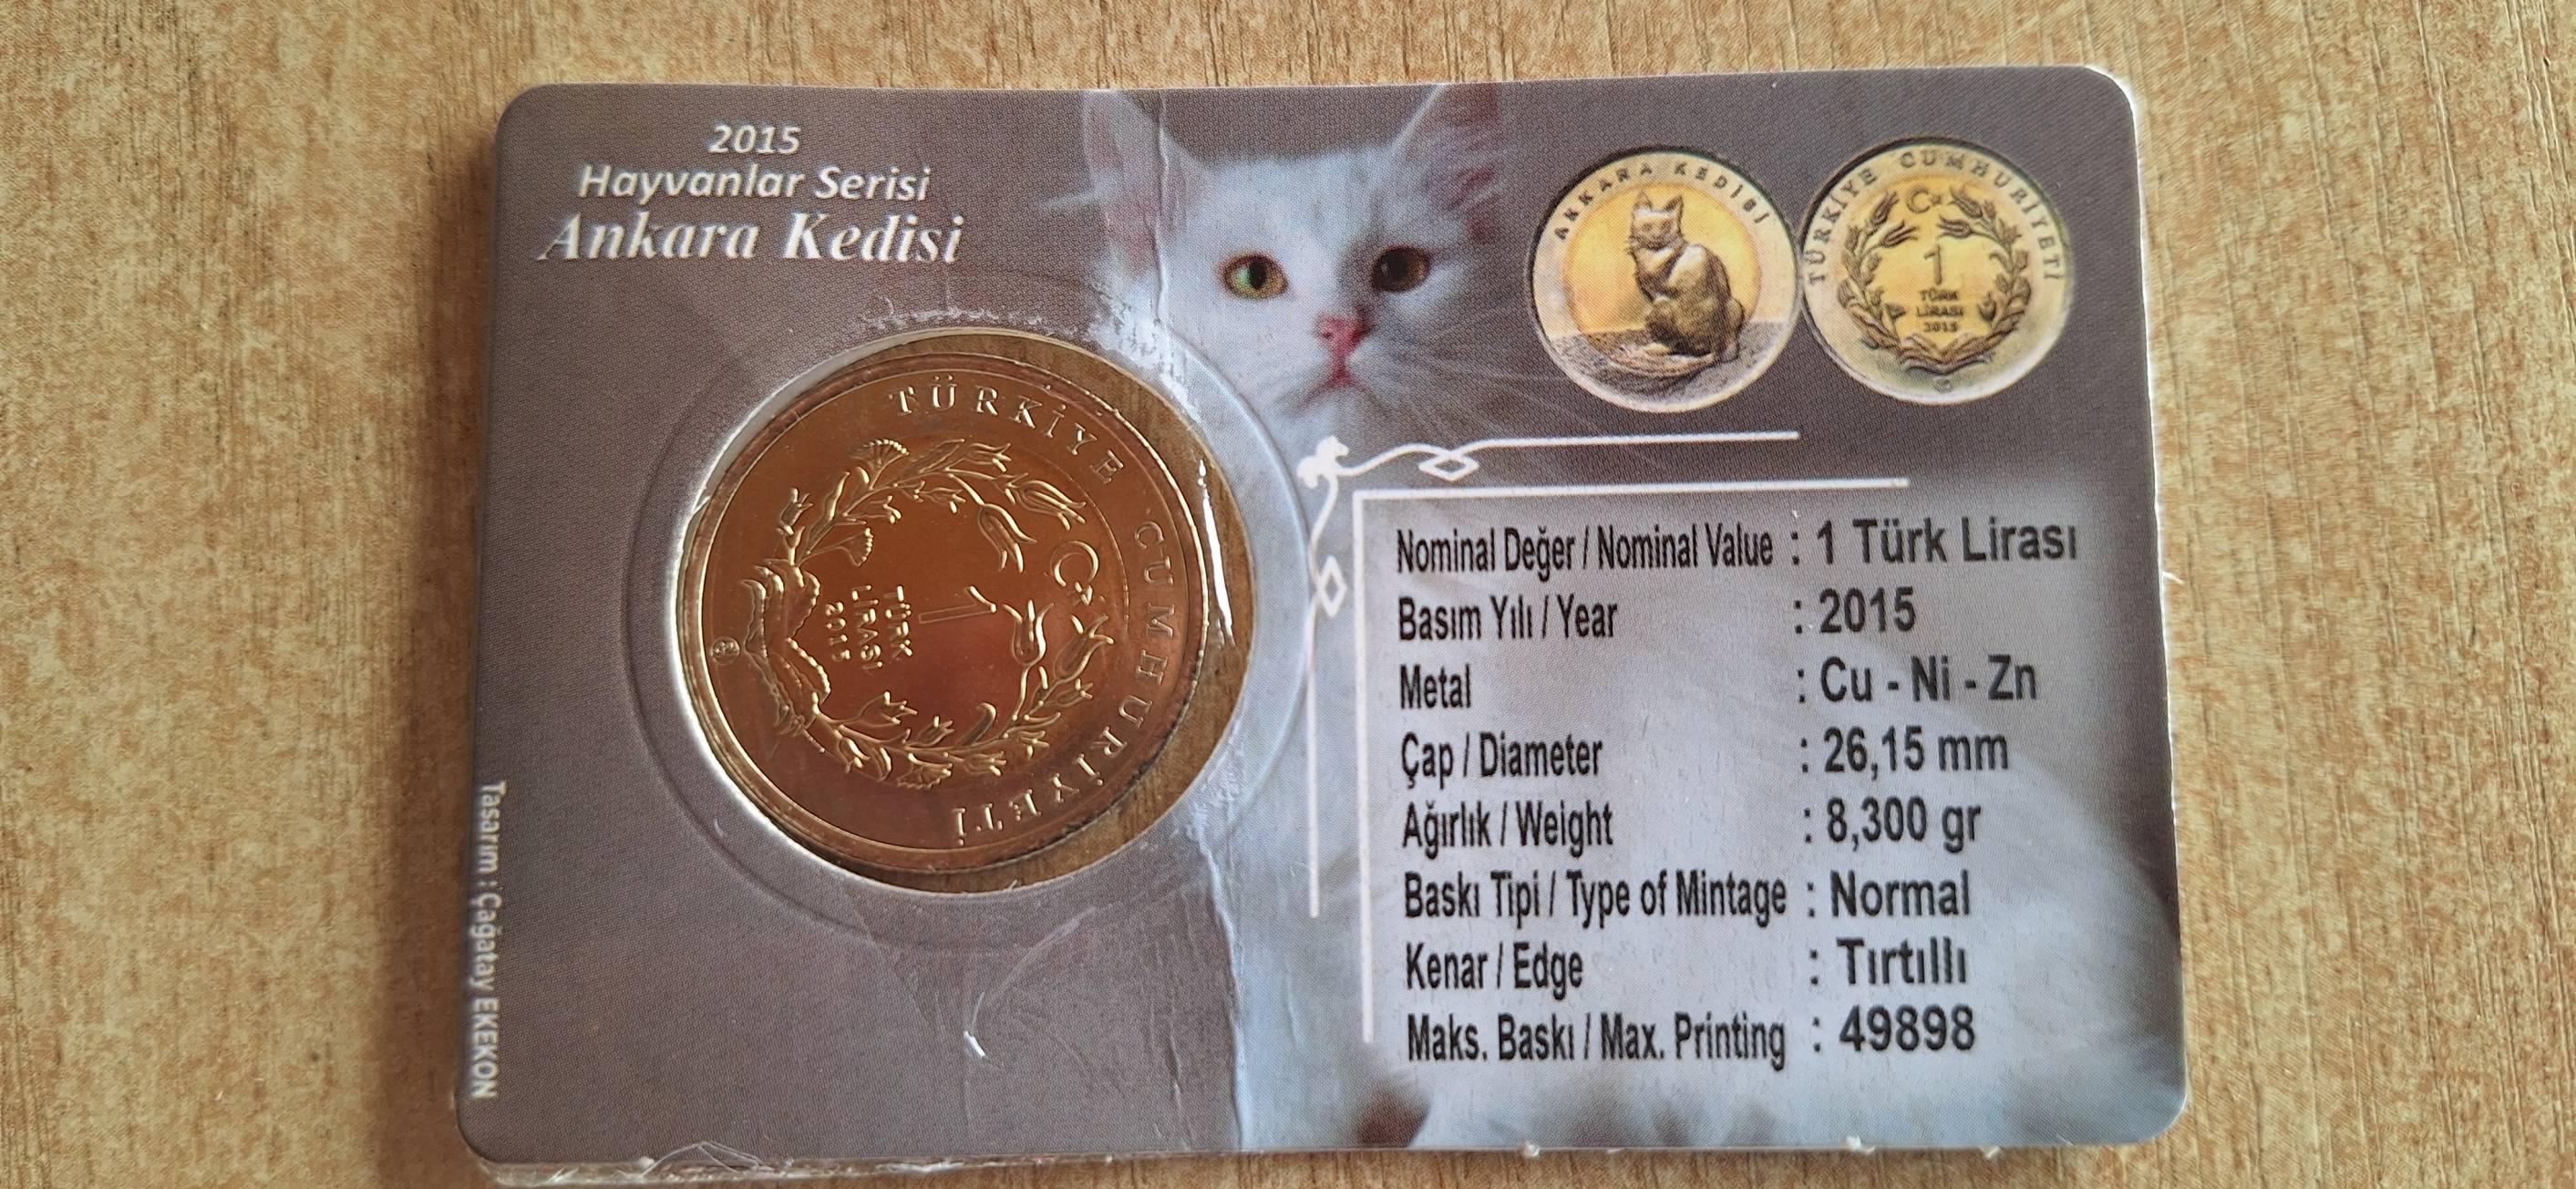 2015
Hayvanlar Serisi
Ankara Kedisi
ANKARA KEDİSİ
TÜRKİYE CUMHURİYETİ
1
TÜRK
LİRASI
2015
TÜRKİYE CUMHURİYETİ
1
TÜRK
LİRASI
2015
Nominal Değer / Nominal Value : 1 Türk Lirası
Basım Yılı / Year : 2015
Metal : Cu - Ni - Zn
Çap / Diameter : 26,15 mm
Ağırlık / Weight : 8,300 gr
Baskı Tipi / Type of Mintage : Normal
Kenar / Edge : Tırtıllı
Maks. Baskı / Max. Printing : 49898
Tasarım : Çağatay EKEKON